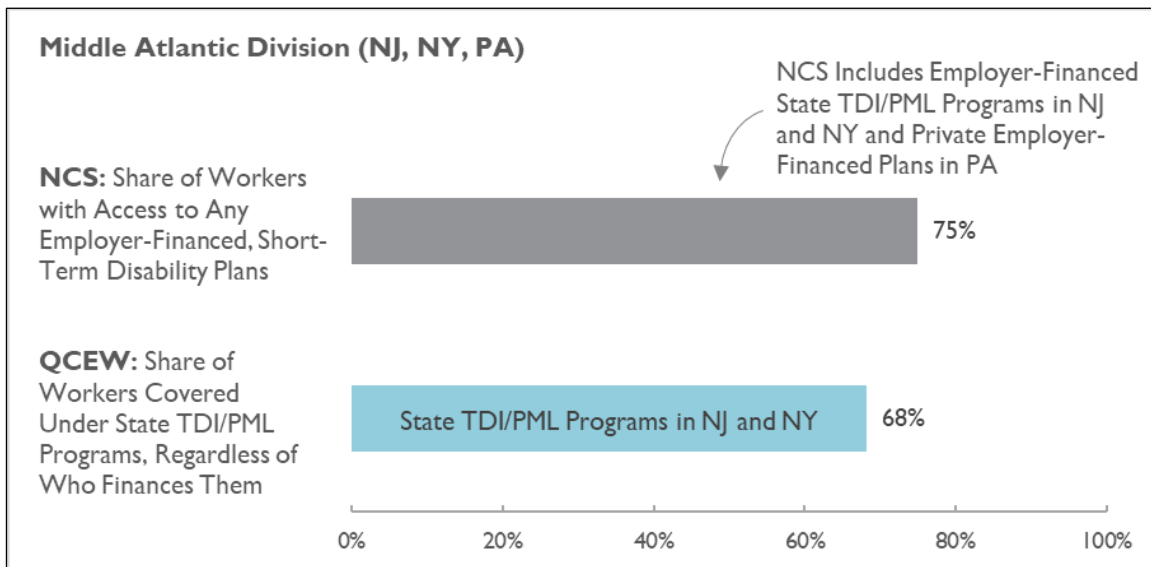 Middle Atlantic Division (NJ, NY, PA)
NCS Includes Employer-Financed
State TDI/PML Programs in NJ
and NY and Private Employer-
Financed Plans in PA
NCS: Share of Workers
with Access to Any
Employer-Financed, Short-
Term Disability Plans
75%
QCEW: Share of
Workers Covered
Under State TDI/PML
Programs, Regardless of
Who Finances Them
State TDI/PML Programs in NJ and NY
68%
0% 20% 40% 60% 80% 100%